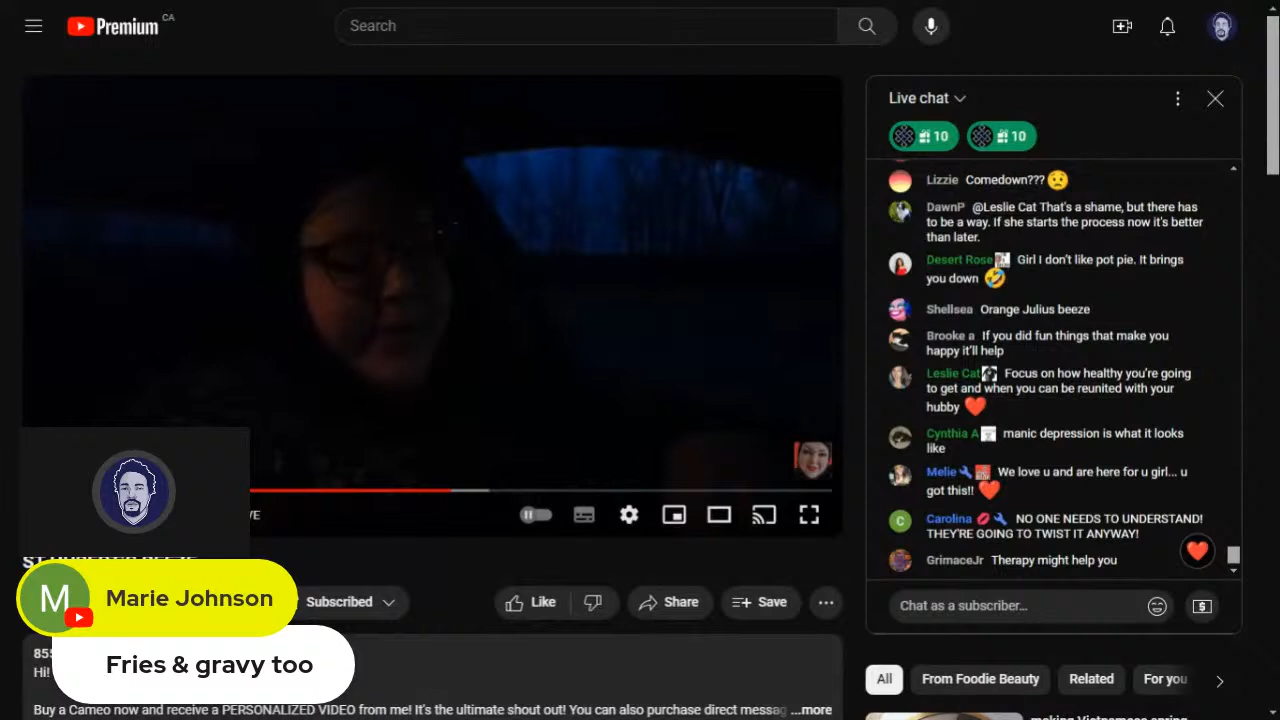 Premium CA
Search
Live chat
10
10
Lizzie Comedown???
DawnP @Leslie Cat That's a shame, but there has
to be a way. If she starts the process now it's better
than later.
Desert Rose Girl I don't like pot pie. It brings
you down
Shellsea Orange Julius beeze
Brooke a If you did fun things that make you
happy it'll help
Leslie Cat Focus on how healthy you're going
to get and when you can be reunited with your
hubby
Cynthia A manic depression is what it looks
like
Melie We love u and are here for u girl... u
got this!!
C
Carolina NO ONE NEEDS TO UNDERSTAND!
THEY'RE GOING TO TWIST IT ANYWAY!
GrimaceJr Therapy might help you
Chat as a subscriber...
M
Marie Johnson
Fries & gravy too
Subscribed
Like
Share
Save
855
Hi!
Buy a Cameo now and receive a PERSONALIZED VIDEO from me! It's the ultimate shout out! You can also purchase direct messag ...more
All
From Foodie Beauty
Related
For you
making Vietnamese spring